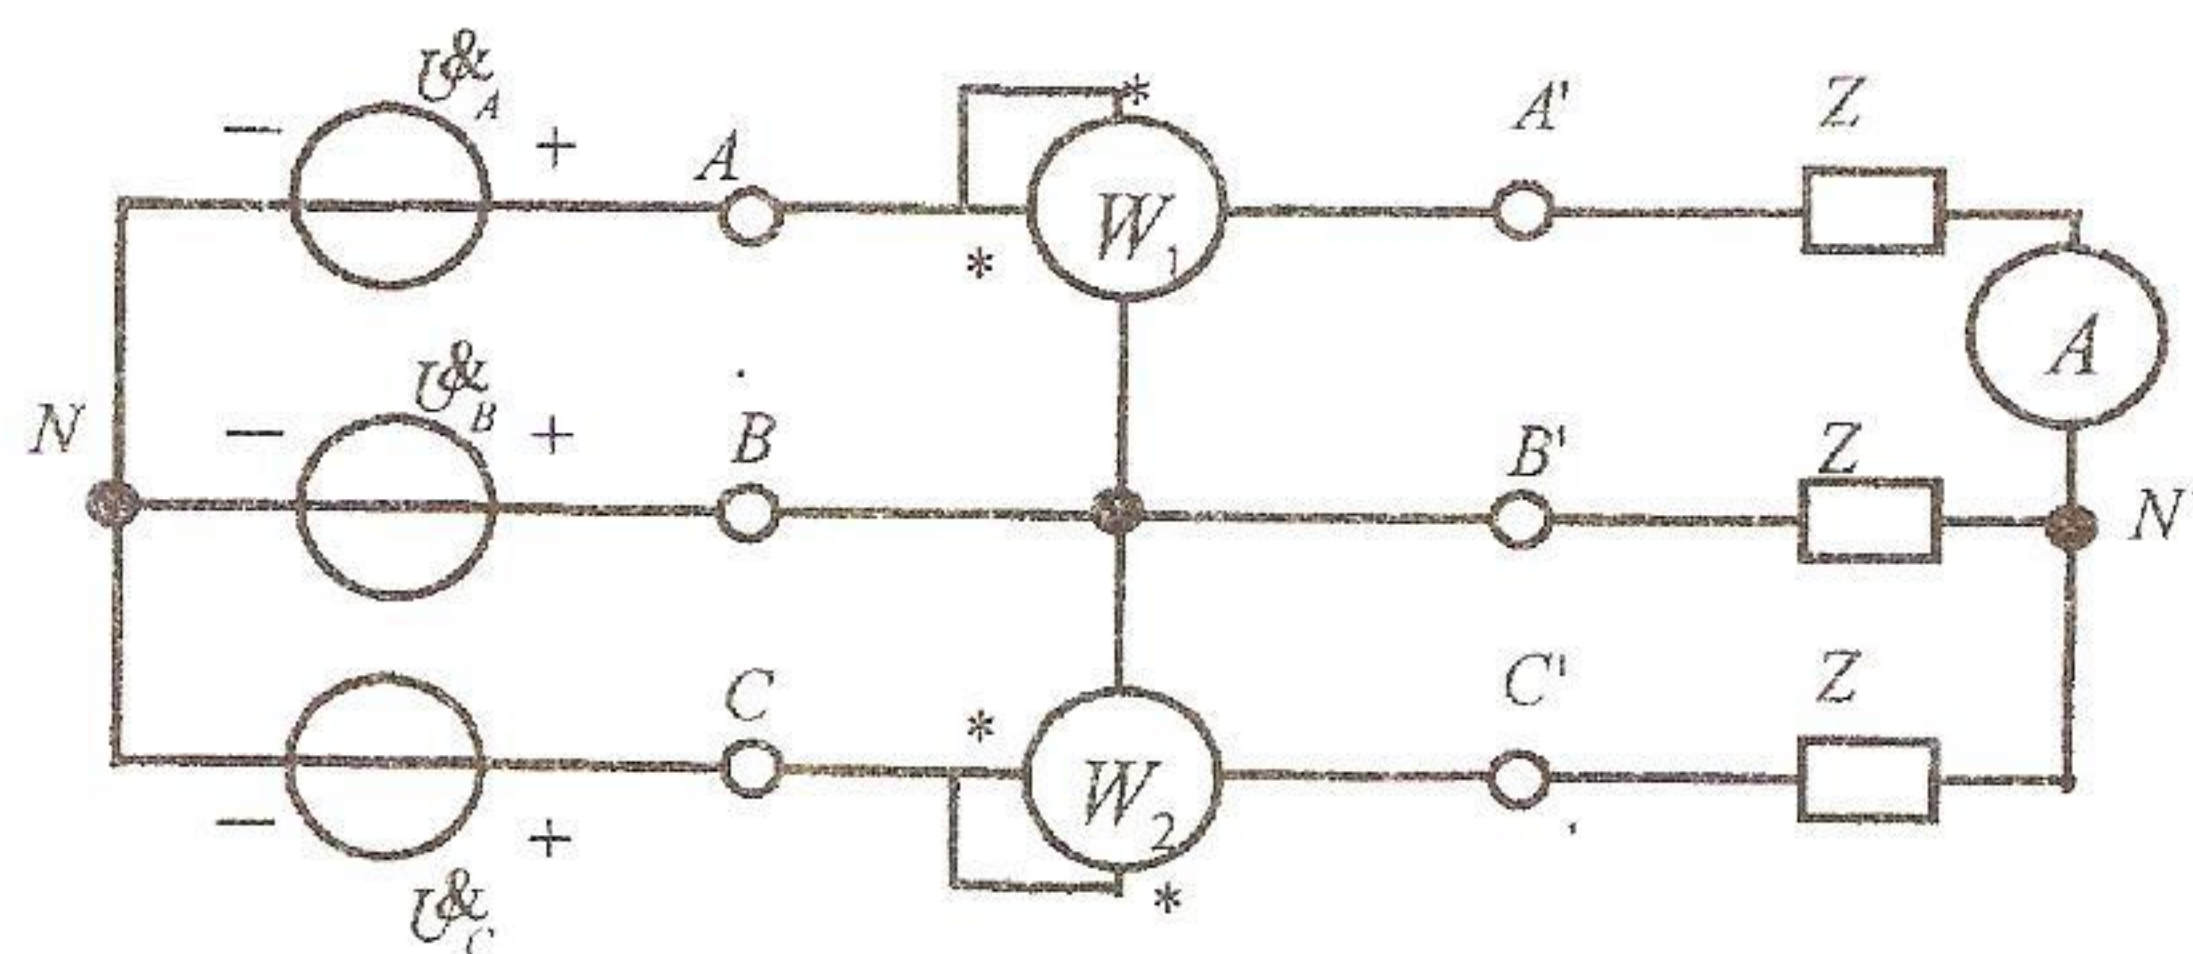 U&A
− + A * A' Z
* W1
A
U&B
N − + B B' Z N'
U&C
− + C * C' Z
W2
*